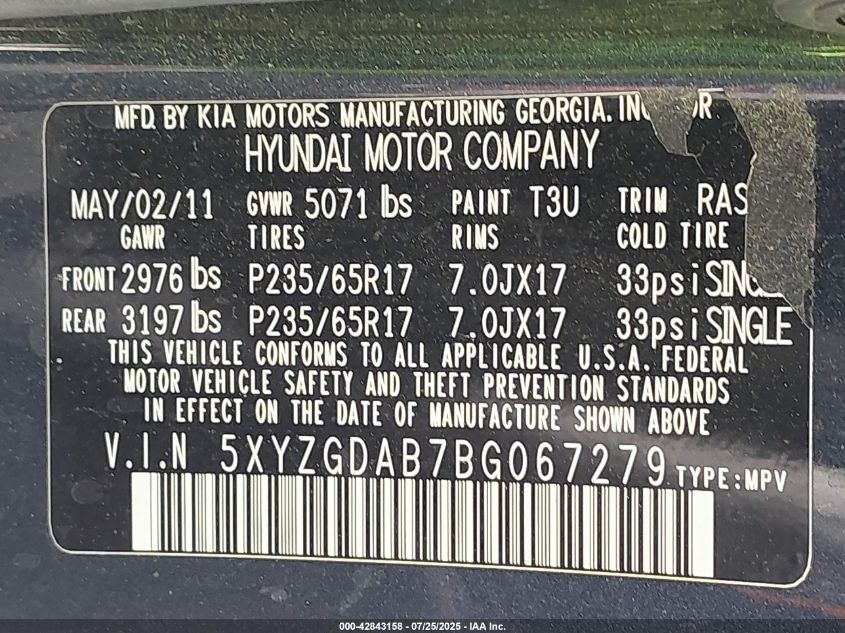 MFD. BY KIA MOTORS MANUFACTURING GEORGIA. INC
HYUNDAI MOTOR COMPANY
MAY/02/11 GVWR 5071 lbs PAINT T3U TRIM RAS
GAWR TIRES RIMS COLD TIRE
FRONT 2976 lbs P235/65R17 7.0JX17 33psi SINGLE
REAR 3197 lbs P235/65R17 7.0JX17 33psi SINGLE
THIS VEHICLE CONFORMS TO ALL APPLICABLE U.S.A. FEDERAL
MOTOR VEHICLE SAFETY AND THEFT PREVENTION STANDARDS
IN EFFECT ON THE DATE OF MANUFACTURE SHOWN ABOVE
V.I.N 5XYZGDAB7BG067279 TYPE:MPV
000-42843158 - 07/25/2025 - IAA Inc.